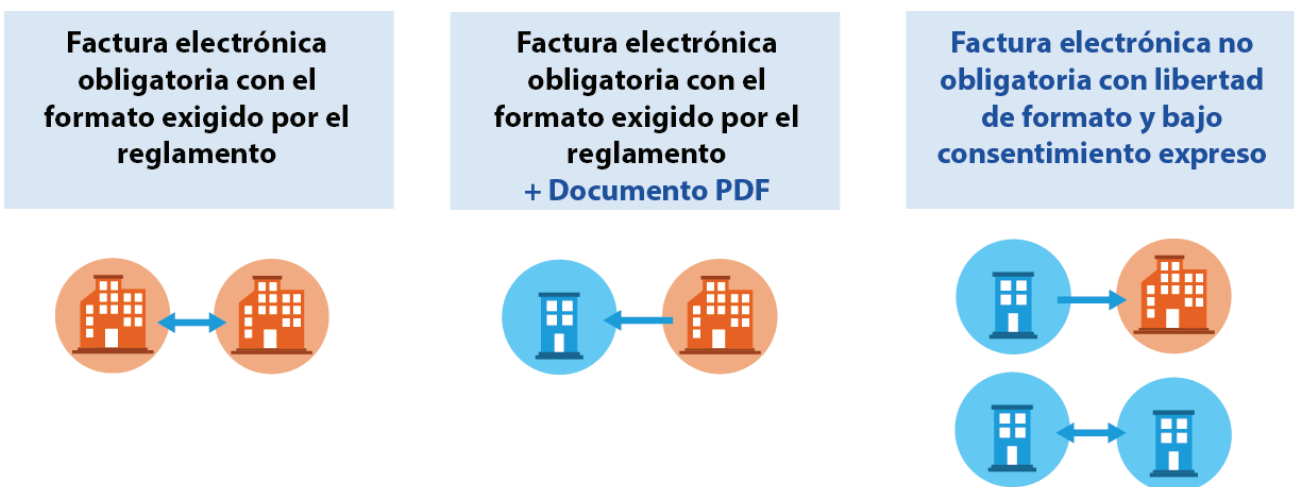 Factura electrónica
obligatoria con el
formato exigido por el
reglamento
Factura electrónica
obligatoria con el
formato exigido por el
reglamento
+ Documento PDF
Factura electrónica no
obligatoria con libertad
de formato y bajo
consentimiento expreso